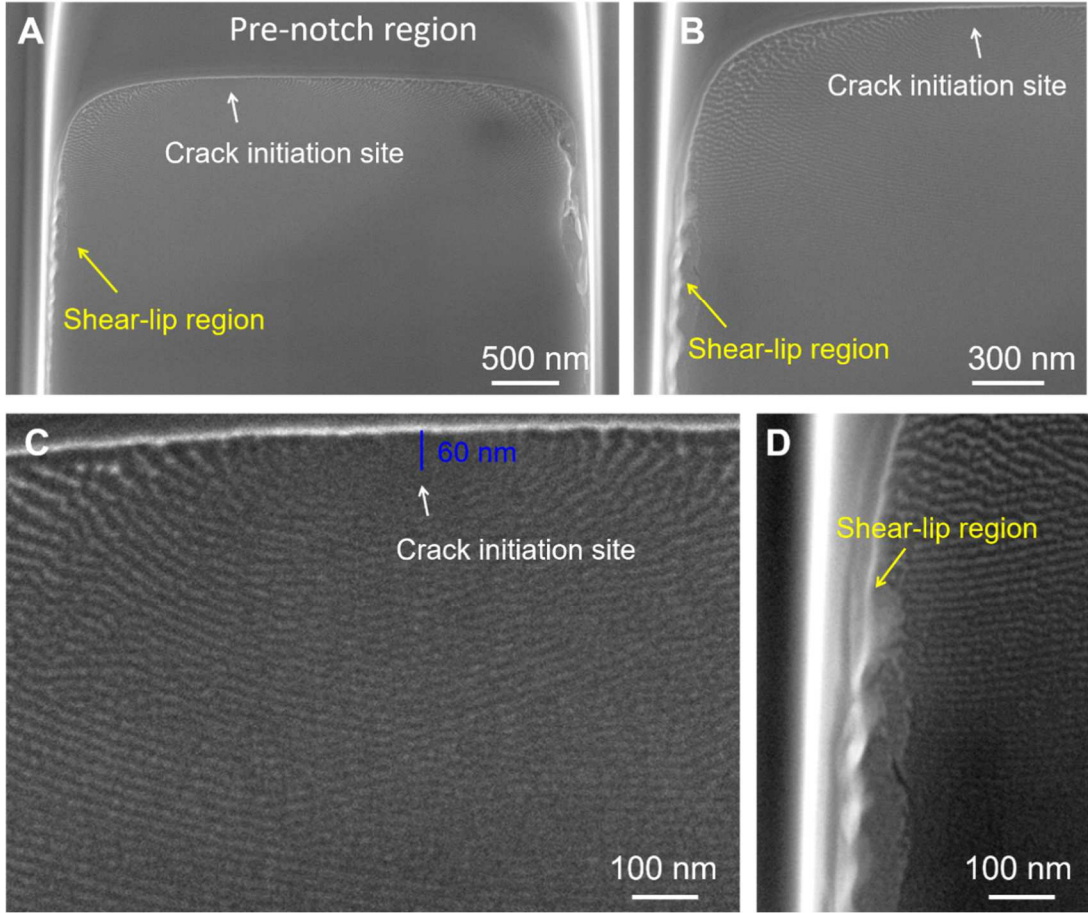 A
Pre-notch region
Crack initiation site
Shear-lip region
500 nm
B
Crack initiation site
Shear-lip region
300 nm
C
60 nm
Crack initiation site
100 nm
D
Shear-lip region
100 nm